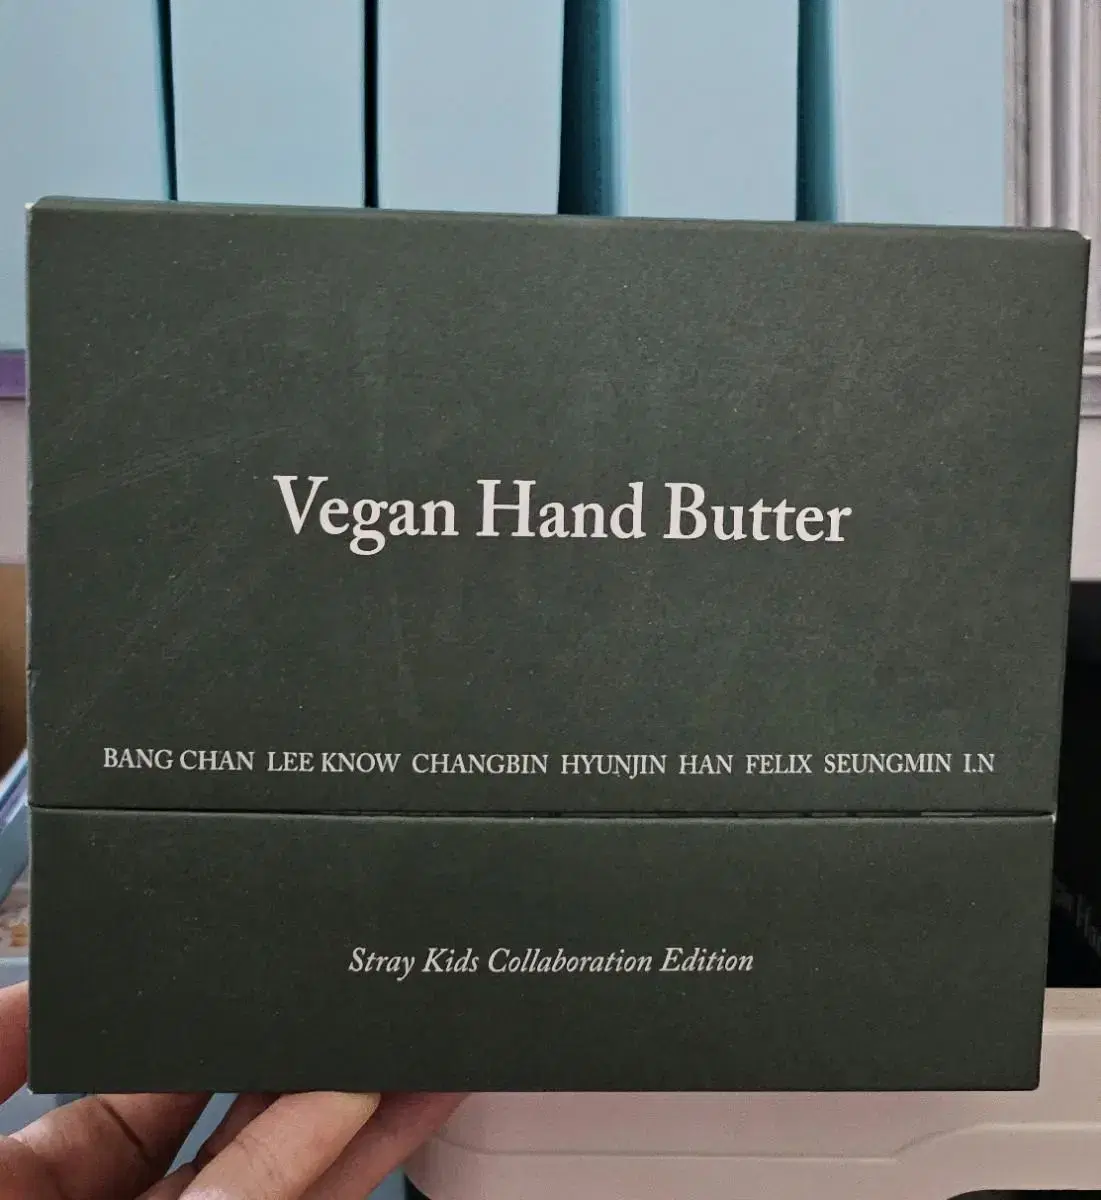 Vegan Hand Butter
BANG CHAN LEE KNOW CHANGBIN HYUNJIN HAN FELIX SEUNGMIN I.N
Stray Kids Collaboration Edition